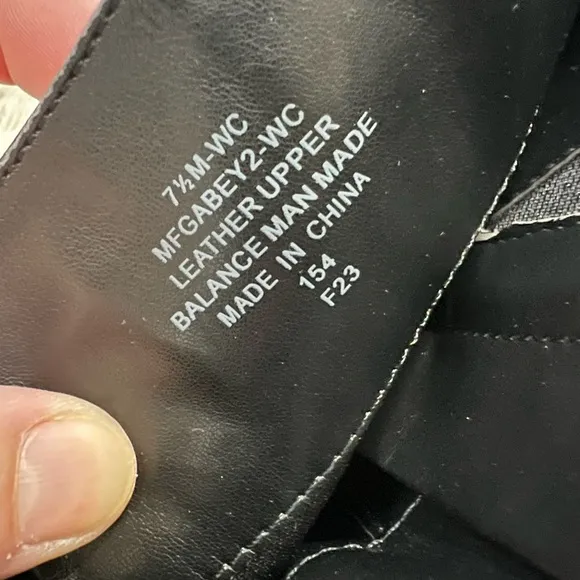 7½M-WC
MFGABEY2-WC
LEATHER UPPER
BALANCE MAN MADE
MADE IN CHINA
154
F23